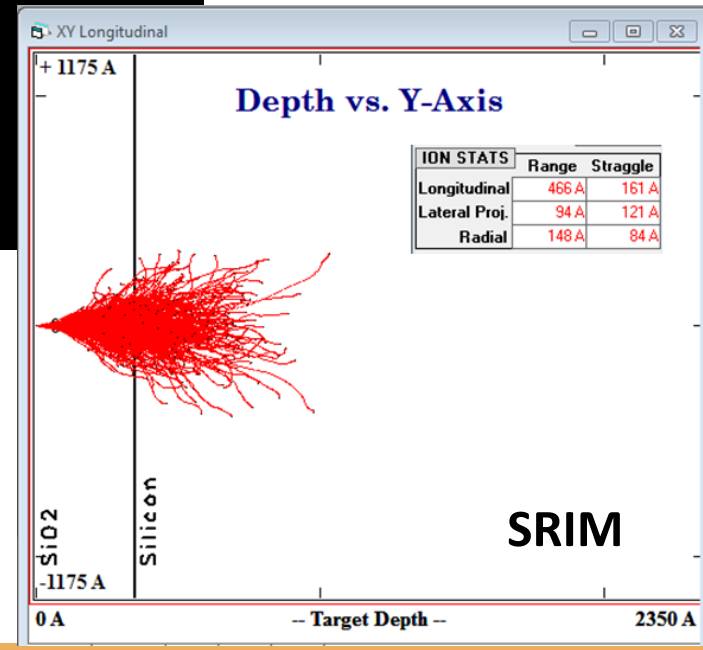 XY Longitudinal
+ 1175 A
Depth vs. Y-Axis
ION STATS Range Straggle
Longitudinal 466 A 161 A
Lateral Proj. 94 A 121 A
Radial 148 A 84 A
SiO2
Silicon
SRIM
-1175 A
0 A -- Target Depth -- 2350 A